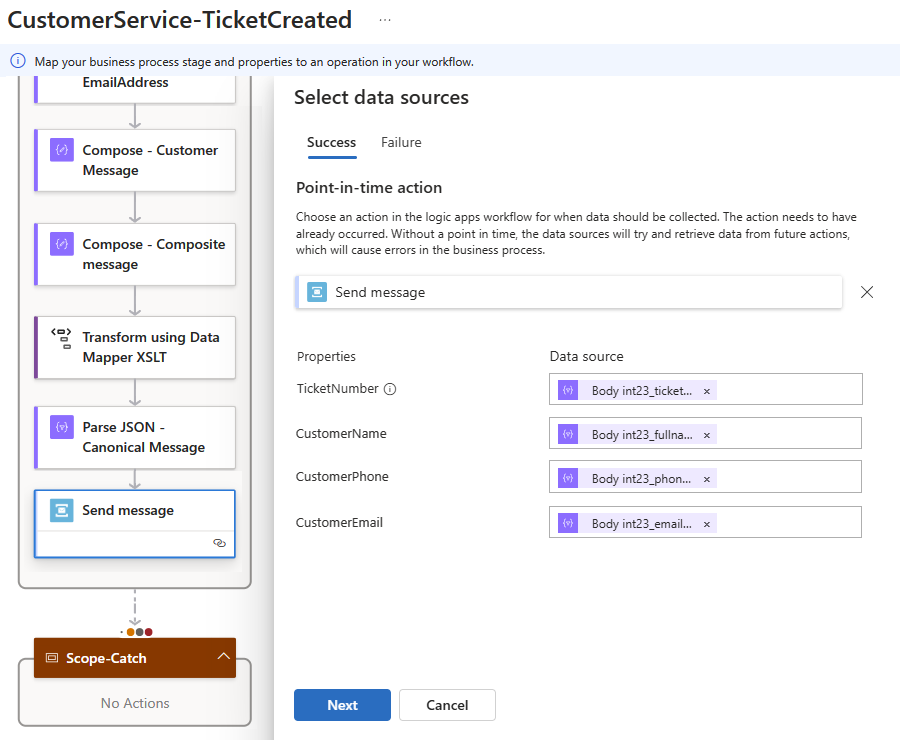 CustomerService-TicketCreated ...
Map your business process stage and properties to an operation in your workflow.
EmailAddress
Compose - Customer
Message
Compose - Composite
message
Transform using Data
Mapper XSLT
Parse JSON -
Canonical Message
Send message
Scope-Catch
No Actions
Select data sources
Success Failure
Point-in-time action
Choose an action in the logic apps workflow for when data should be collected. The action needs to have
already occurred. Without a point in time, the data sources will try and retrieve data from future actions,
which will cause errors in the business process.
Send message
Properties Data source
TicketNumber Body int23_ticket... ×
CustomerName Body int23_fullna... ×
CustomerPhone Body int23_phon... ×
CustomerEmail Body int23_email... ×
Next Cancel